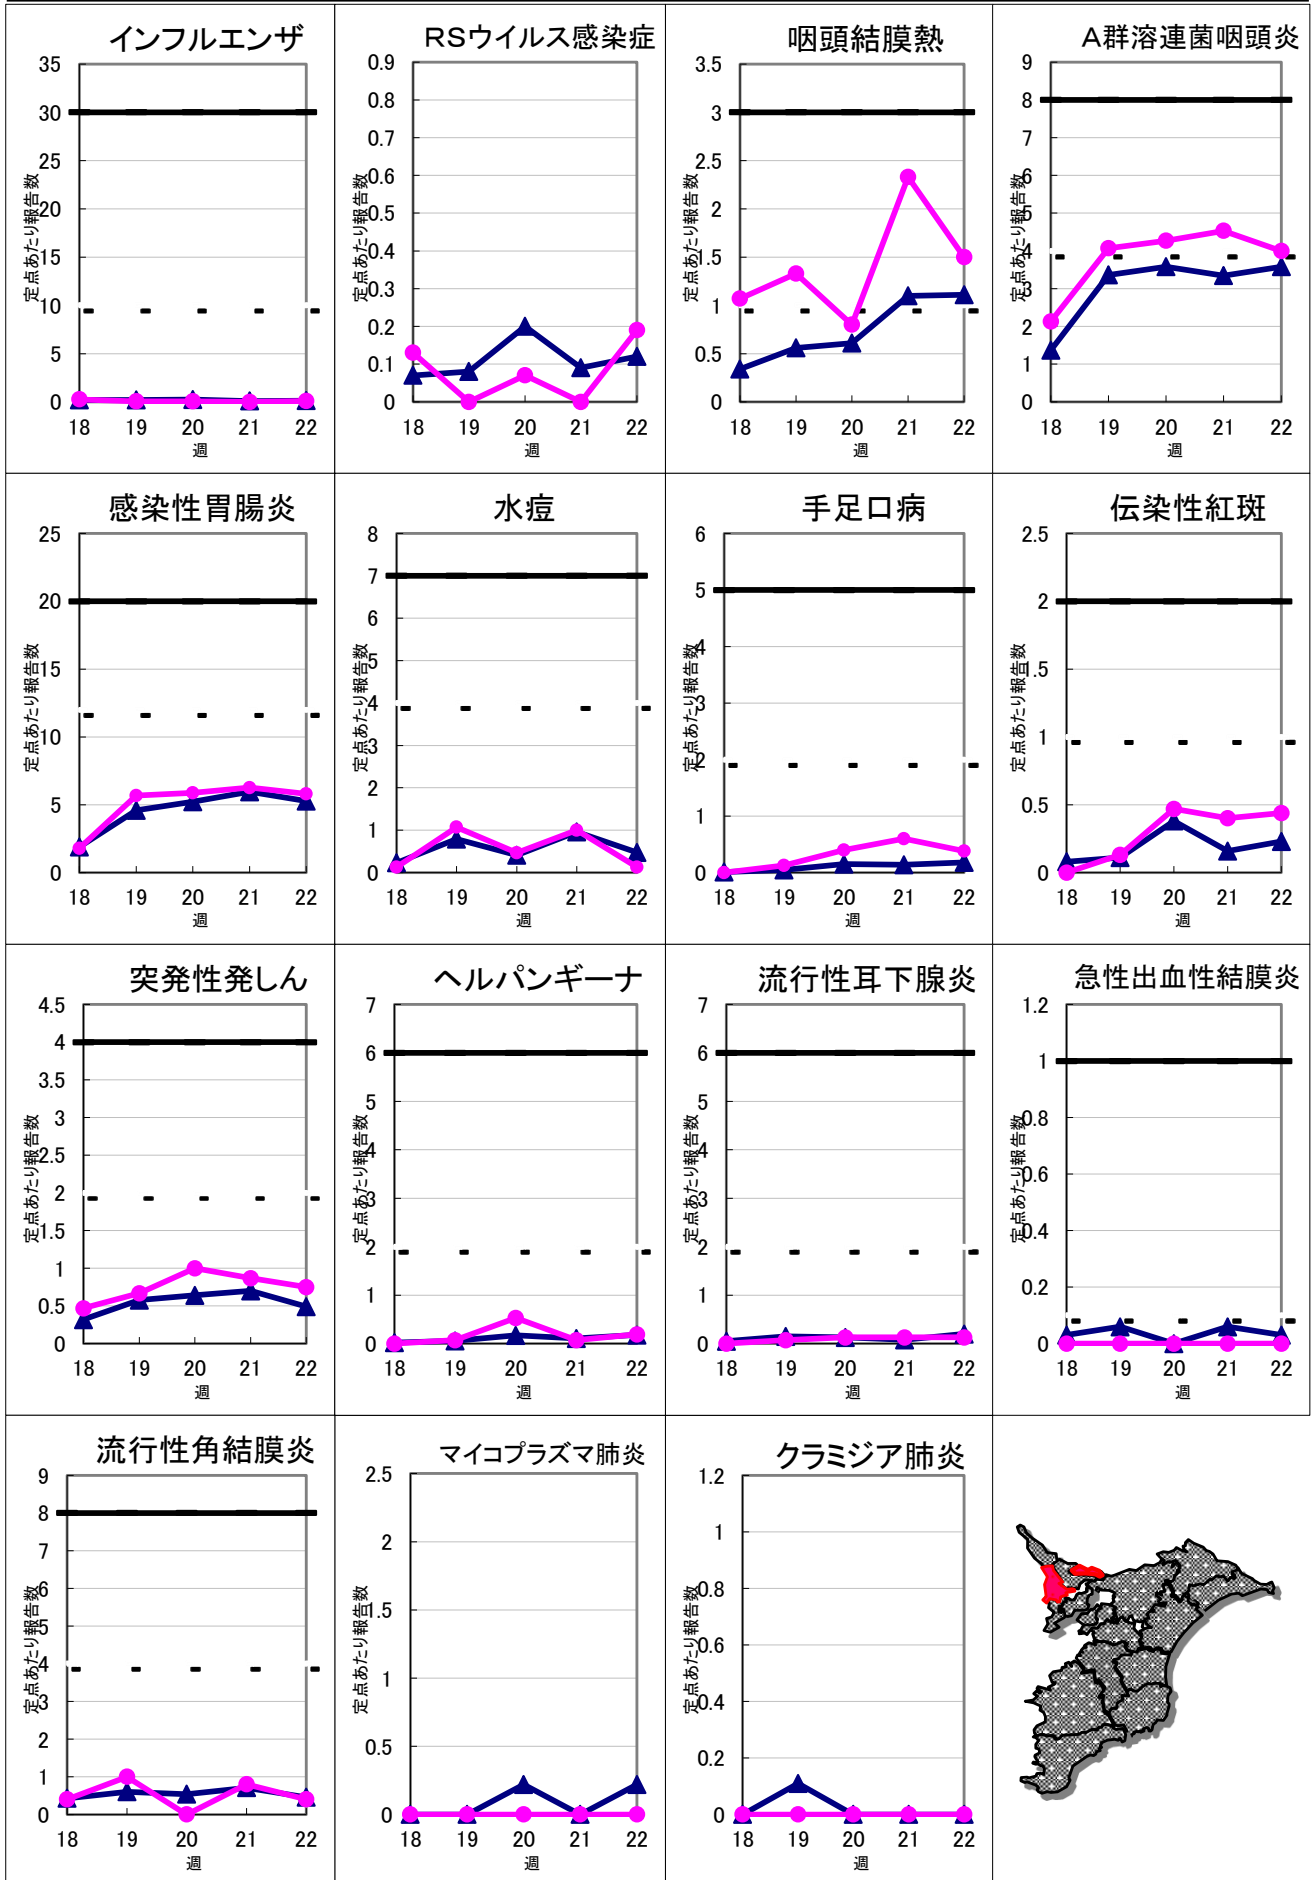 インフルエンザ
35
30
25
20
15
10
5
0
定点あたり報告数
18 19 20 21 22
週
RSウイルス感染症
0.9
0.8
0.7
0.6
0.5
0.4
0.3
0.2
0.1
0
定点あたり報告数
18 19 20 21 22
週
咽頭結膜熱
3.5
3
2.5
2
1.5
1
0.5
0
定点あたり報告数
18 19 20 21 22
週
A群溶連菌咽頭炎
9
8
7
6
5
4
3
2
1
0
定点あたり報告数
18 19 20 21 22
週
感染性胃腸炎
25
20
15
10
5
0
定点あたり報告数
18 19 20 21 22
週
水痘
8
7
6
5
4
3
2
1
0
定点あたり報告数
18 19 20 21 22
週
手足口病
6
5
4
3
2
1
0
定点あたり報告数
18 19 20 21 22
週
伝染性紅斑
2.5
2
1.5
1
0.5
0
定点あたり報告数
18 19 20 21 22
週
突発性発しん
4.5
4
3.5
3
2.5
2
1.5
1
0.5
0
定点あたり報告数
18 19 20 21 22
週
ヘルパンギーナ
7
6
5
4
3
2
1
0
定点あたり報告数
18 19 20 21 22
週
流行性耳下腺炎
7
6
5
4
3
2
1
0
定点あたり報告数
18 19 20 21 22
週
急性出血性結膜炎
1.2
1
0.8
0.6
0.4
0.2
0
定点あたり報告数
18 19 20 21 22
週
流行性角結膜炎
9
8
7
6
5
4
3
2
1
0
定点あたり報告数
18 19 20 21 22
週
マイコプラズマ肺炎
2.5
2
1.5
1
0.5
0
定点あたり報告数
18 19 20 21 22
週
クラミジア肺炎
1.2
1
0.8
0.6
0.4
0.2
0
定点あたり報告数
18 19 20 21 22
週